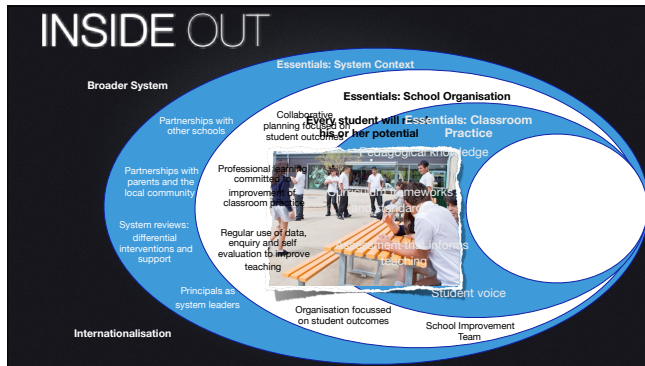 INSIDE OUT
Essentials: System Context
Broader System
Essentials: School Organisation
Partnerships with
other schools
Collaborative
planning focused on
student outcomes
Every student will
his or her potential
Essentials: Classroom
Practice
Pedagogical knowledge
Partnerships with
parents and the
local community
Professional learning
committed to
improvement of
classroom practice
Curriculum frameworks
and standards
System reviews:
differential
interventions and
support
Regular use of data,
enquiry and self
evaluation to improve
teaching
Assessment that informs
teaching
Principals as
system leaders
Student voice
Organisation focussed
on student outcomes
School Improvement
Team
Internationalisation